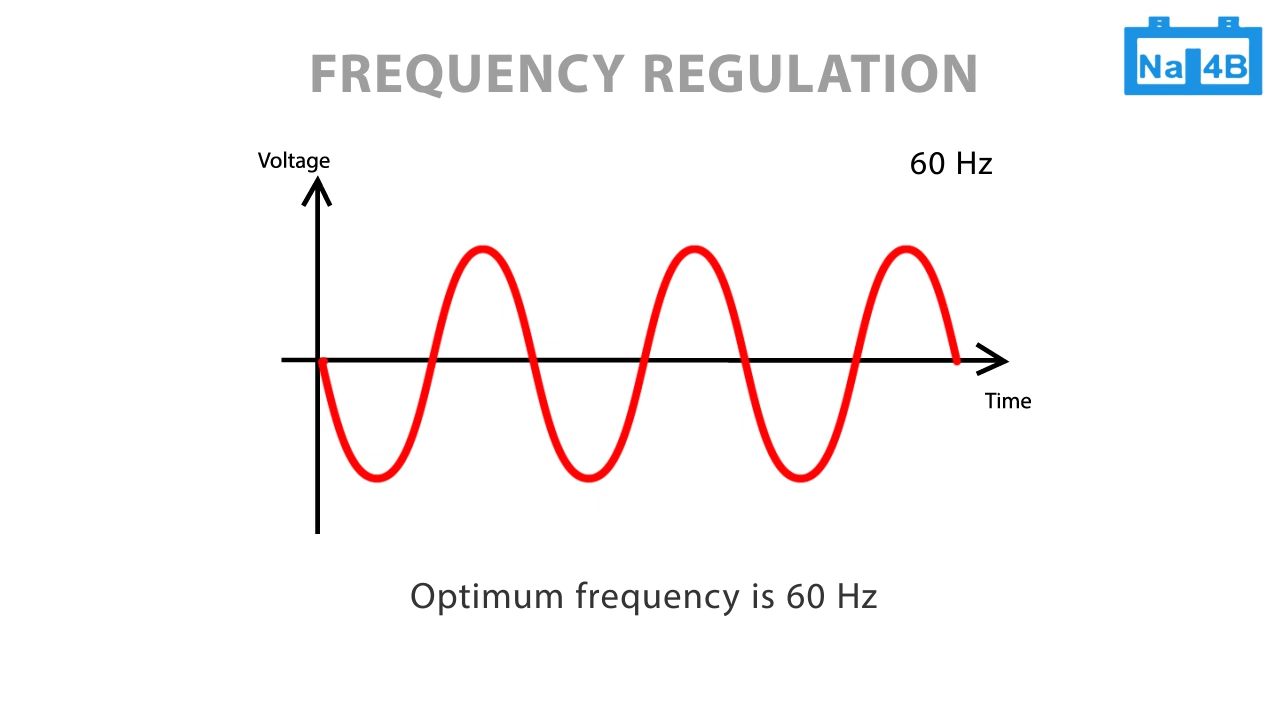 Na 4B
FREQUENCY REGULATION
Voltage
60 Hz
Time
Optimum frequency is 60 Hz